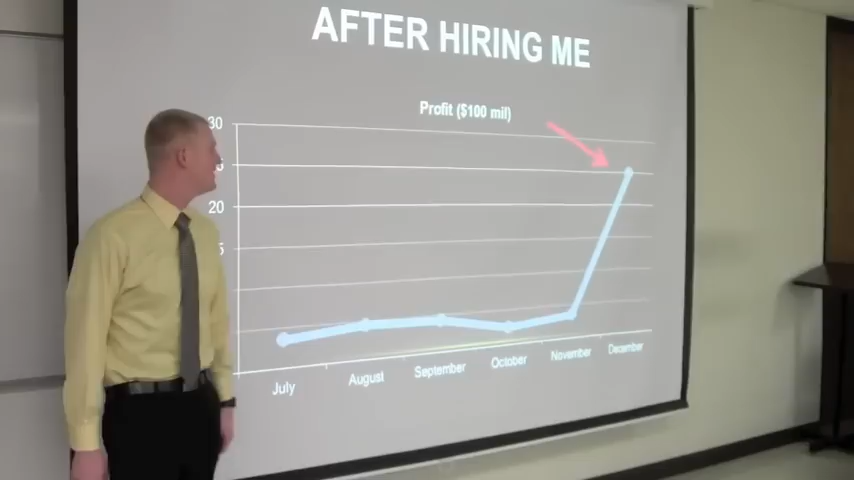 AFTER HIRING ME
Profit ($100 mil)
30
20
July
August
September
October
November
December